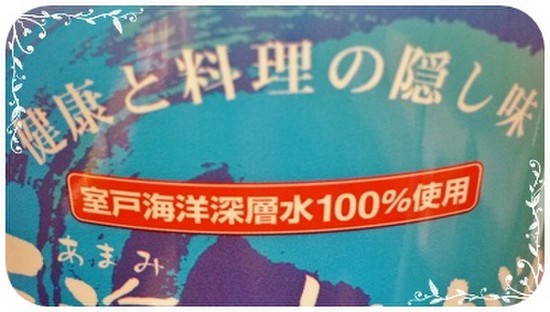 健康と料理の隠し味
室戸海洋深層水100%使用
あまみ